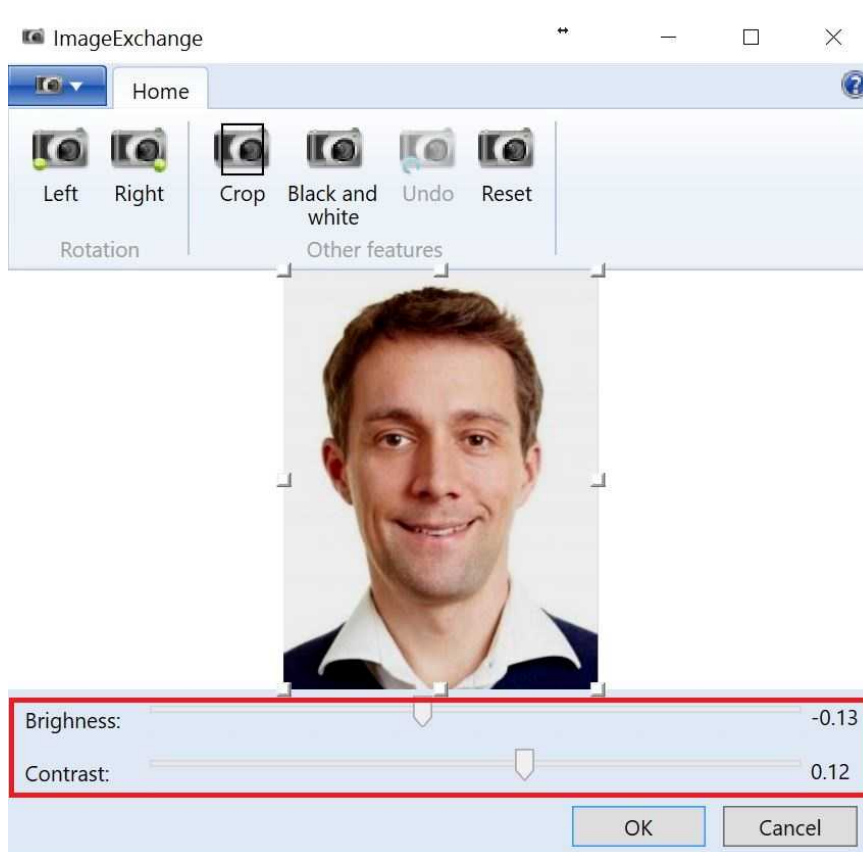 ImageExchange
Home
Left Right Crop Black and white Undo Reset
Rotation Other features
Brighness: -0.13
Contrast: 0.12
OK Cancel